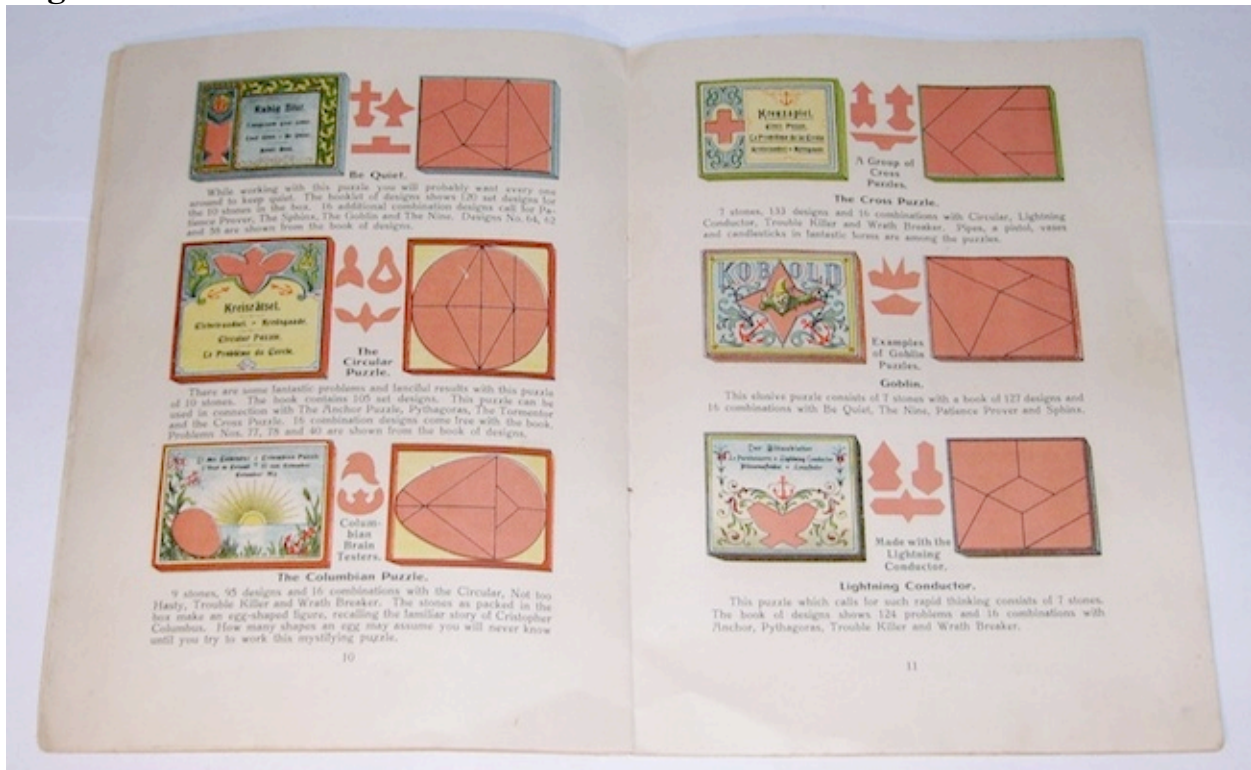 Ruhig Blut.
Be Quiet.
While working with this puzzle you will probably want every one
around to keep quiet. The booklet of designs shows 120 set designs for
the 10 stones in the box. 16 additional combination designs call for Pa-
tience Prover, The Sphinx, The Goblin and The Nine. Designs No. 64, 62
and 58 are shown from the book of designs.
Kreisrätsel.
Circular Puzzle.
Le Problème du Cercle.
The
Circular
Puzzle.
There are some fantastic problems and fanciful results with this puzzle
of 10 stones. The book contains 105 set designs. This puzzle can be
used in connection with The Anchor Puzzle, Pythagoras, The Tormentor
and the Cross Puzzle. 16 combination designs come free with the book.
Problems Nos. 77, 78 and 40 are shown from the book of designs.
Colum-
bian
Brain
Testers.
The Columbian Puzzle.
9 stones, 95 designs and 16 combinations with the Circular, Not too
Hasty, Trouble Killer and Wrath Breaker. The stones as packed in the
box make an egg-shaped figure, recalling the familiar story of Cristopher
Columbus. How many shapes an egg may assume you will never know
until you try to work this mystifying puzzle.
10
Kreuzspiel.
Cross Puzzle.
Le Problème de la Croix
A Group of
Cross
Puzzles.
The Cross Puzzle.
7 stones, 133 designs and 16 combinations with Circular, Lightning
Conductor, Trouble Killer and Wrath Breaker. Pipes, a pistol, vases
and candlesticks in fantastic forms are among the puzzles.
KOBOLD
Examples
of Goblin
Puzzles.
Goblin.
This elusive puzzle consists of 7 stones with a book of 127 designs and
16 combinations with Be Quiet, The Nine, Patience Prover and Sphinx.
Der Blitzableiter
Le Paratonnerre - Lightning Conductor
Made with the
Lightning
Conductor.
Lightning Conductor.
This puzzle which calls for such rapid thinking consists of 7 stones.
The book of designs shows 124 problems and 16 combinations with
Anchor, Pythagoras, Trouble Killer and Wrath Breaker.
11